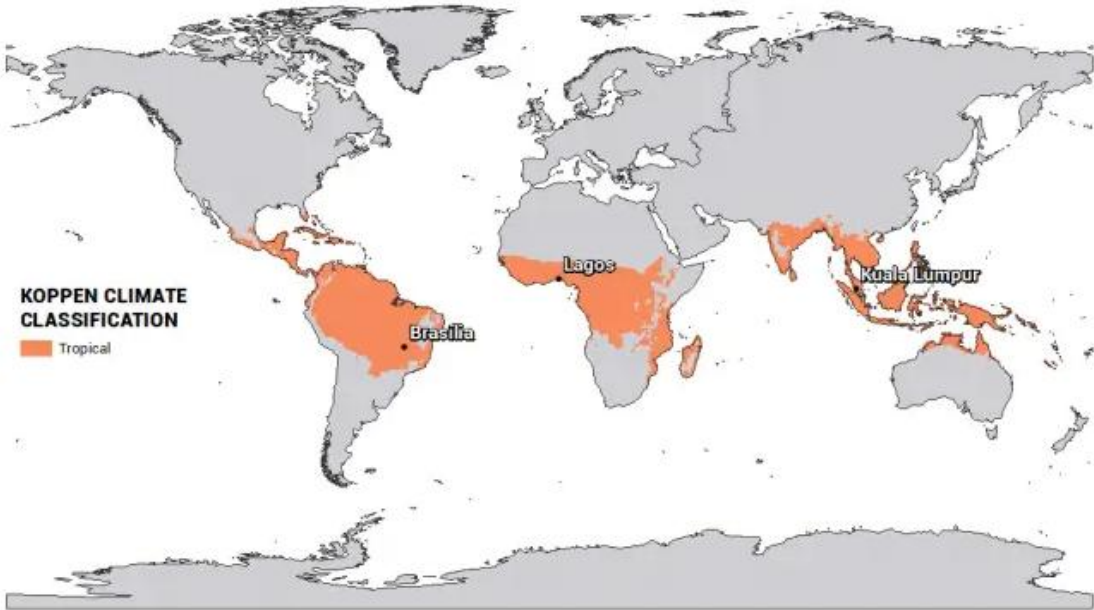 Lagos
Kuala Lumpur
KOPPEN CLIMATE
CLASSIFICATION
Tropical
Brasilia